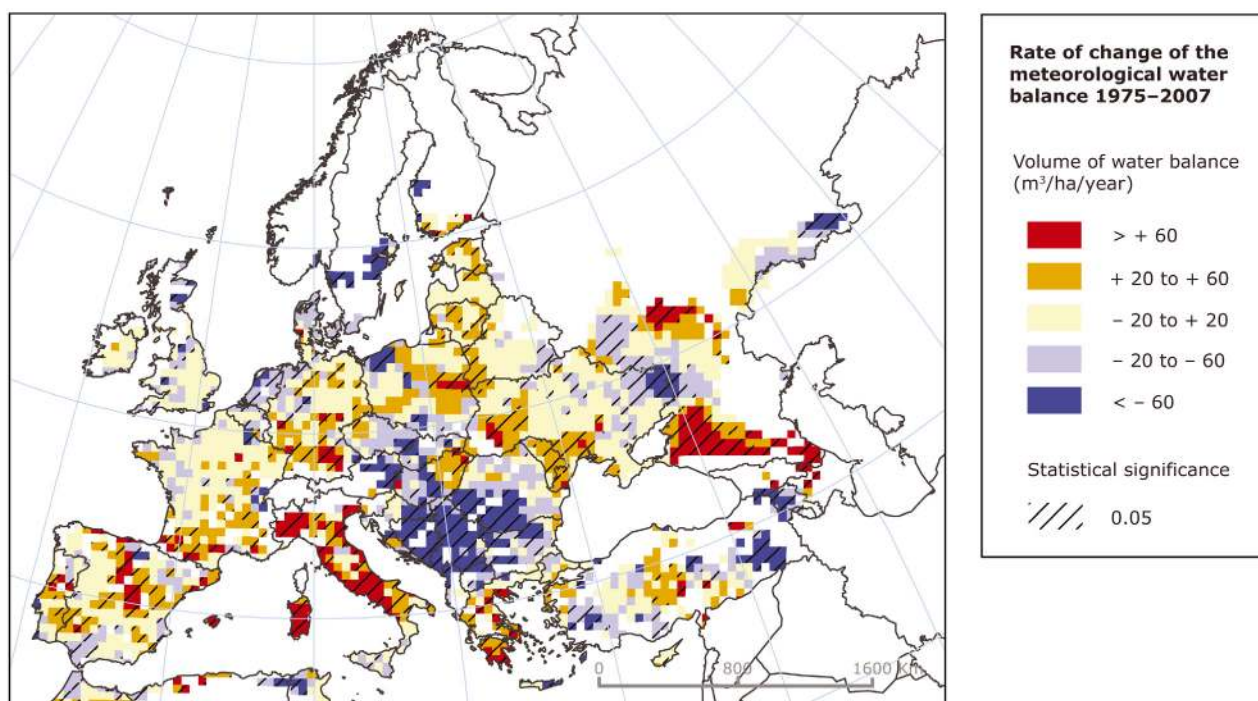 Rate of change of the
meteorological water
balance 1975–2007
Volume of water balance
(m³/ha/year)
> + 60
+ 20 to + 60
– 20 to + 20
– 20 to – 60
< – 60
Statistical significance
0.05
0 800 1600 Km